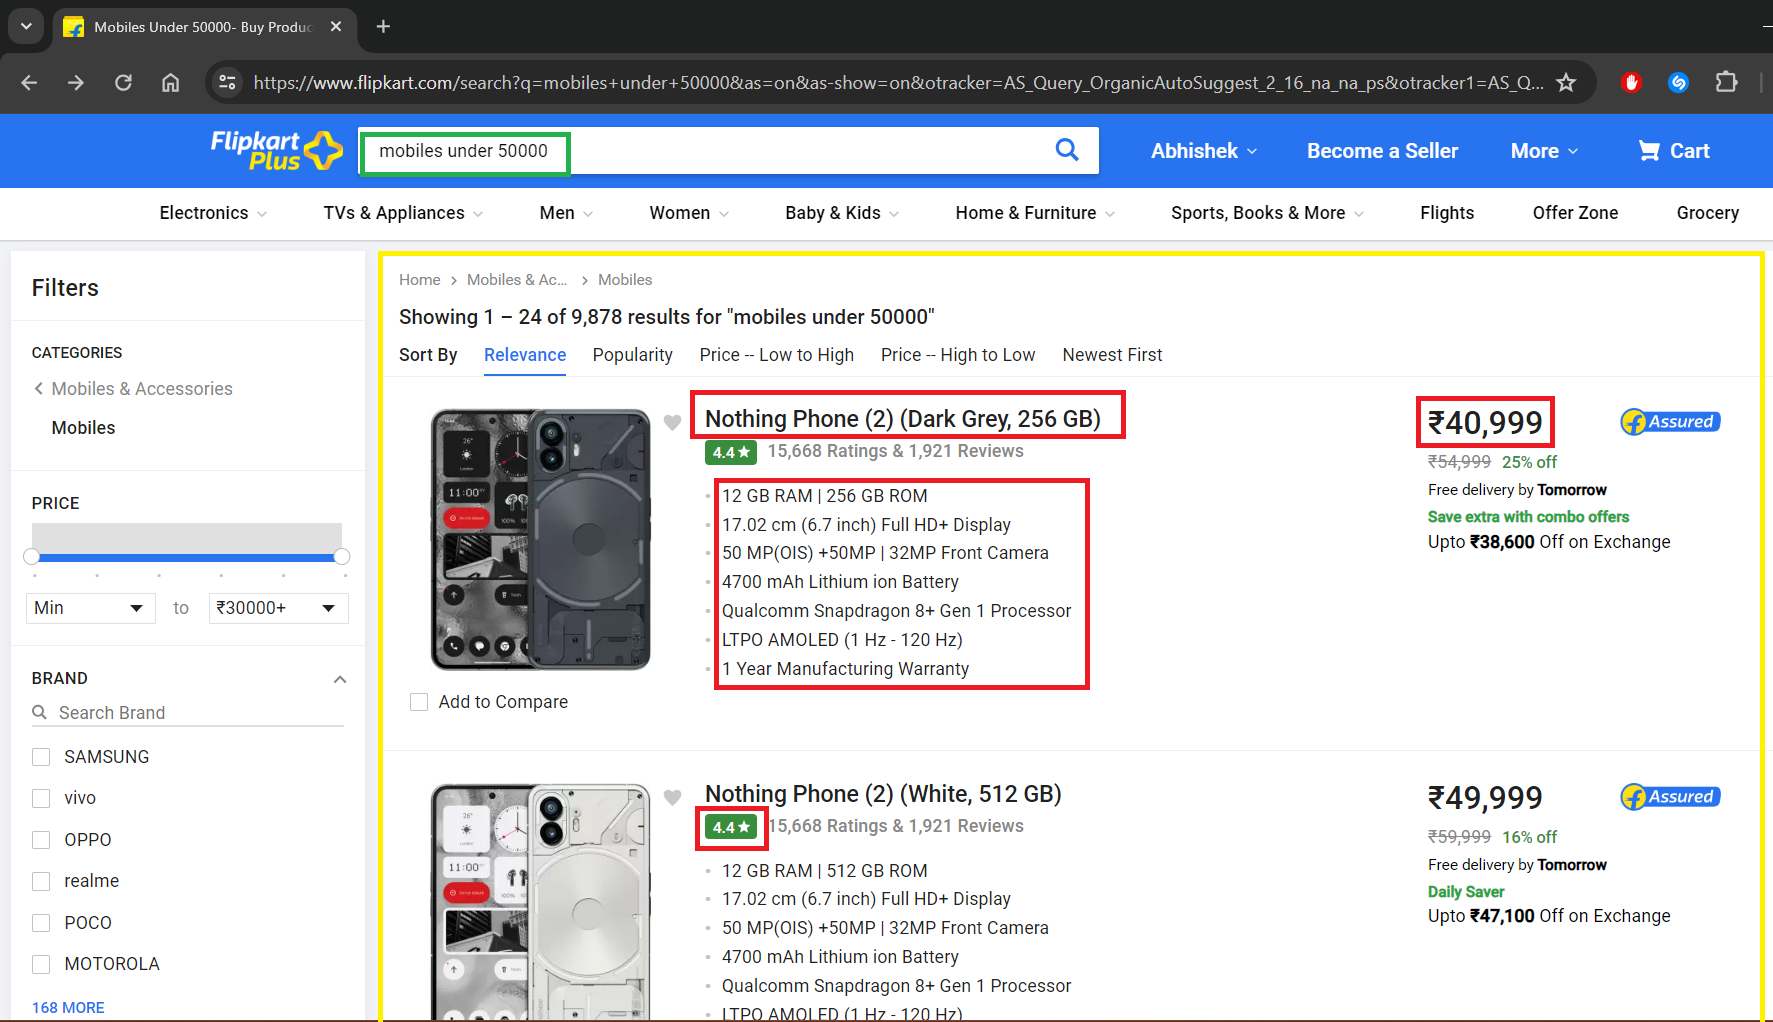 Mobiles Under 50000- Buy Produc
https://www.flipkart.com/search?q=mobiles+under+50000&as=on&as-show=on&otracker=AS_Query_OrganicAutoSuggest_2_16_na_na_ps&otracker1=AS_Q...
Flipkart
Plus
mobiles under 50000
Abhishek
Become a Seller
More
Cart
Electronics
TVs & Appliances
Men
Women
Baby & Kids
Home & Furniture
Sports, Books & More
Flights
Offer Zone
Grocery
Filters
CATEGORIES
Mobiles & Accessories
Mobiles
PRICE
Min
to
₹30000+
BRAND
Search Brand
SAMSUNG
vivo
OPPO
realme
POCO
MOTOROLA
168 MORE
Home > Mobiles & Ac... > Mobiles
Showing 1 – 24 of 9,878 results for "mobiles under 50000"
Sort By Relevance Popularity Price -- Low to High Price -- High to Low Newest First
Nothing Phone (2) (Dark Grey, 256 GB)
4.4★ 15,668 Ratings & 1,921 Reviews
12 GB RAM | 256 GB ROM
17.02 cm (6.7 inch) Full HD+ Display
50 MP(OIS) +50MP | 32MP Front Camera
4700 mAh Lithium ion Battery
Qualcomm Snapdragon 8+ Gen 1 Processor
LTPO AMOLED (1 Hz - 120 Hz)
1 Year Manufacturing Warranty
Add to Compare
₹40,999
Assured
₹54,999 25% off
Free delivery by Tomorrow
Save extra with combo offers
Upto ₹38,600 Off on Exchange
11:00
Nothing Phone (2) (White, 512 GB)
4.4★ 15,668 Ratings & 1,921 Reviews
12 GB RAM | 512 GB ROM
17.02 cm (6.7 inch) Full HD+ Display
50 MP(OIS) +50MP | 32MP Front Camera
4700 mAh Lithium ion Battery
Qualcomm Snapdragon 8+ Gen 1 Processor
LTPO AMOLED (1 Hz - 120 Hz)
₹49,999
Assured
₹59,999 16% off
Free delivery by Tomorrow
Daily Saver
Upto ₹47,100 Off on Exchange
11:00